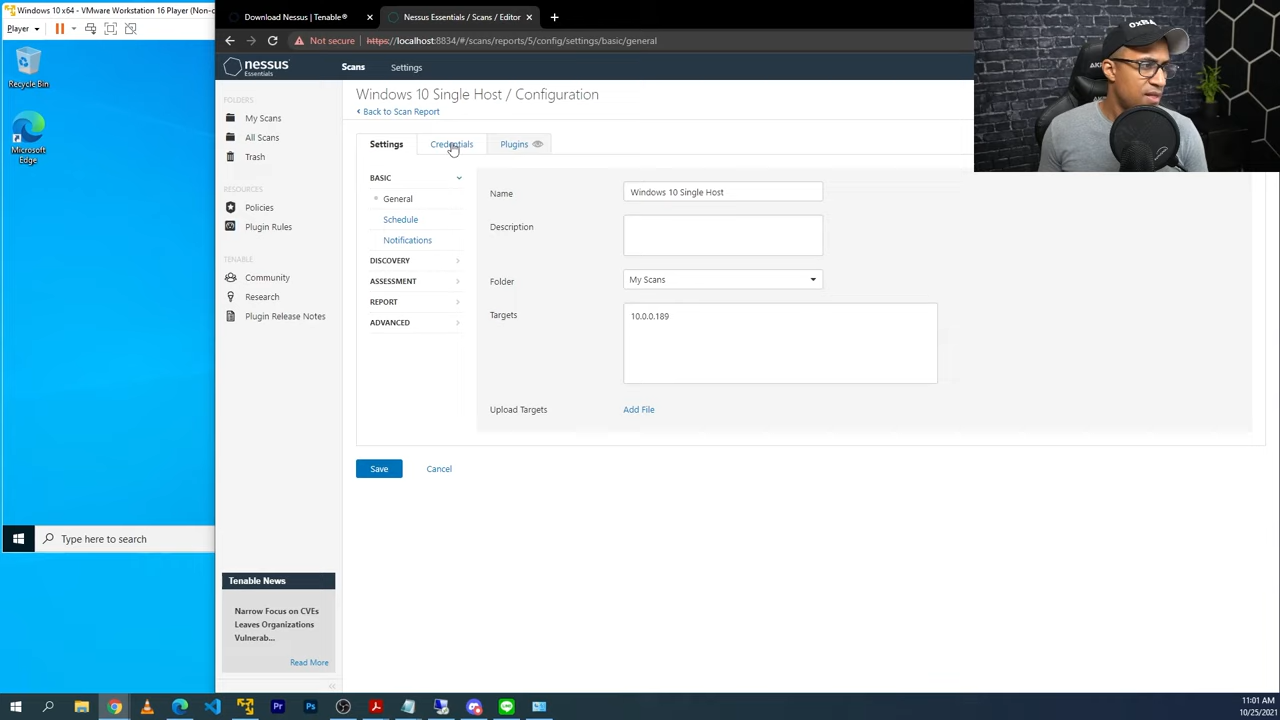 Windows 10 x64 - VMware Workstation 16 Player (Non-c
Player
Recycle Bin
Microsoft
Edge
Type here to search
Download Nessus | Tenable®
Nessus Essentials / Scans / Editor
Not secure
https://localhost:8834/#/scans/reports/5/config/settings/basic/general
nessus
Essentials
Scans
Settings
FOLDERS
My Scans
All Scans
Trash
RESOURCES
Policies
Plugin Rules
TENABLE
Community
Research
Plugin Release Notes
Tenable News
Narrow Focus on CVEs
Leaves Organizations
Vulnerab...
Read More
Windows 10 Single Host / Configuration
Back to Scan Report
Settings
Credentials
Plugins
BASIC
General
Schedule
Notifications
DISCOVERY
ASSESSMENT
REPORT
ADVANCED
Name
Windows 10 Single Host
Description
Folder
My Scans
Targets
10.0.0.189
Upload Targets
Add File
Save
Cancel
11:01 AM
10/25/2021